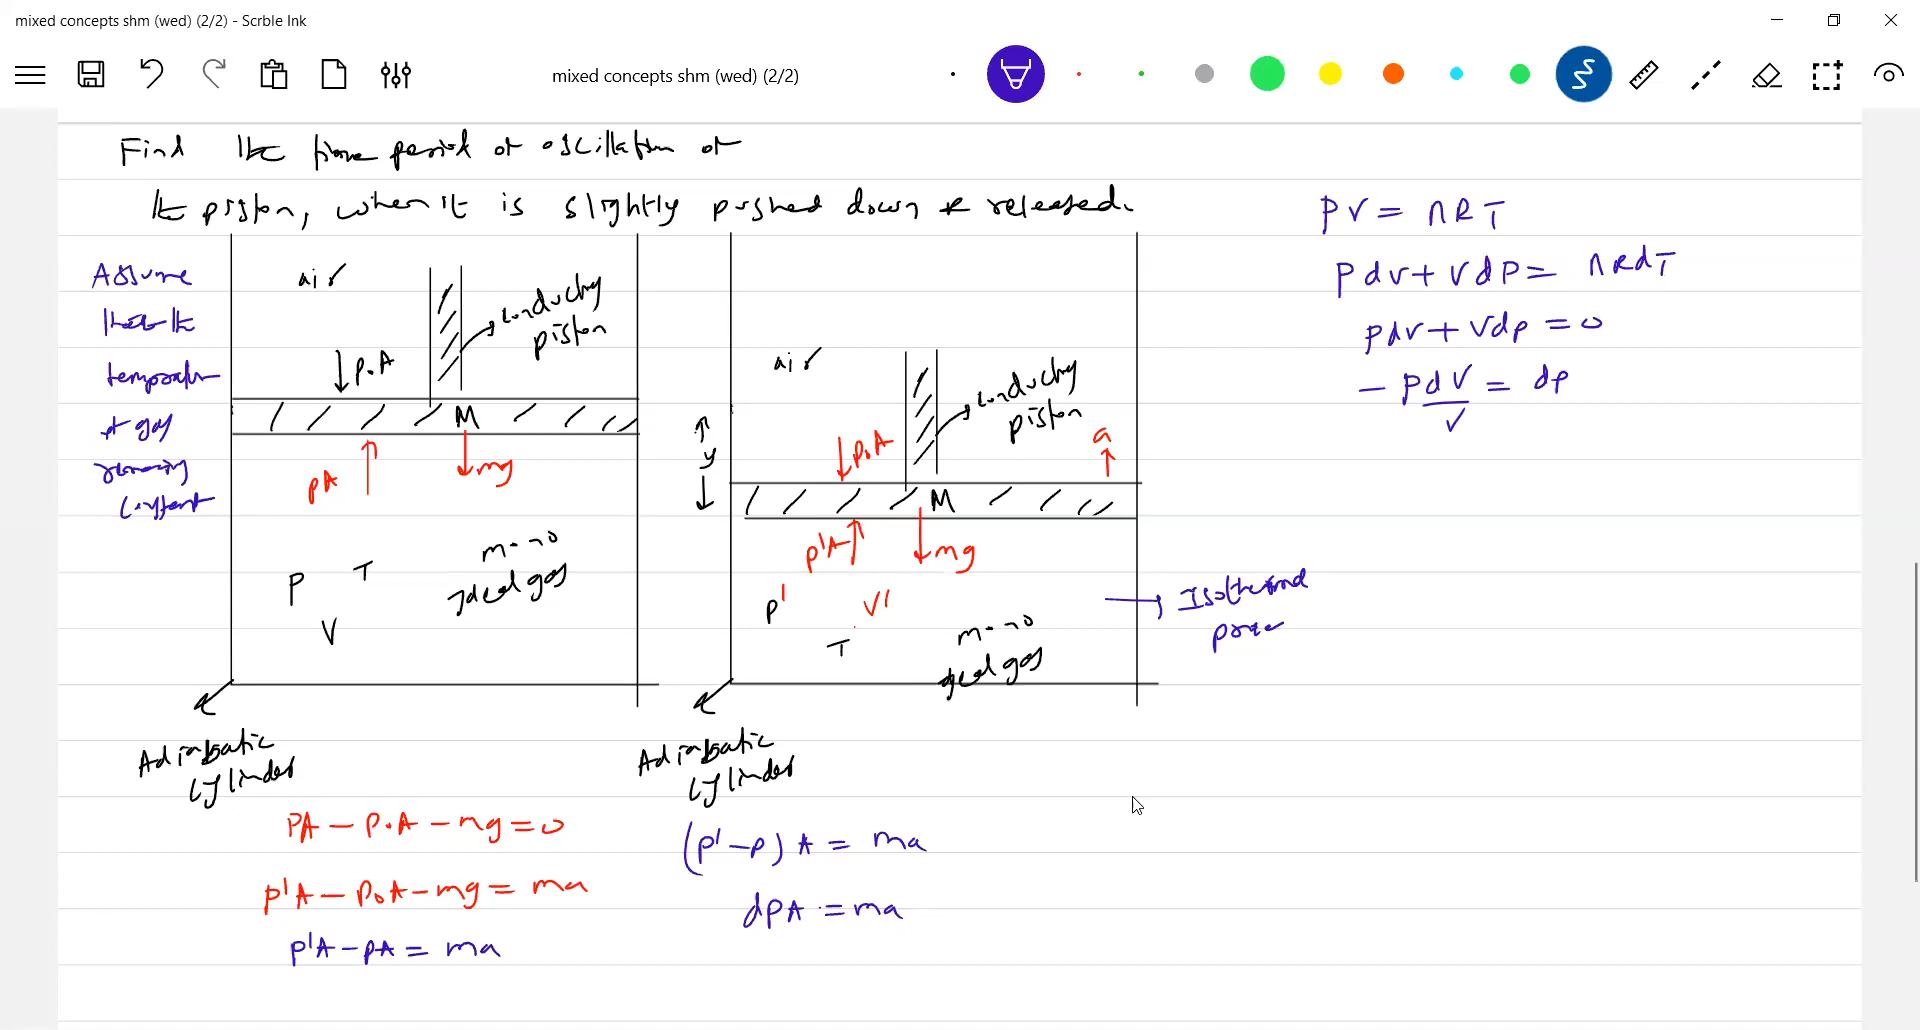 mixed concepts shm (wed) (2/2) - Scrble Ink
mixed concepts shm (wed) (2/2)
Find the time period of oscillation of
the piston, when it is slightly pushed down & released.
Assume
that the
temperature
of gas
remaining
constant
air
conducting
piston
P₀A
M
PA
mg
P T
V
mono
Ideal gas
Adiabatic
cylinder
air
conducting
piston
y
P₀A
a
M
P'A
mg
P' V'
T
mono
Ideal gas
Isothermal
process
Adiabatic
cylinder
PV = nRT
PdV + VdP = nRdT
PdV + VdP = 0
- PdV/V = dP
PA - P₀A - mg = 0
P'A - P₀A - mg = ma
P'A - PA = ma
(P' - P) A = ma
dPA = ma